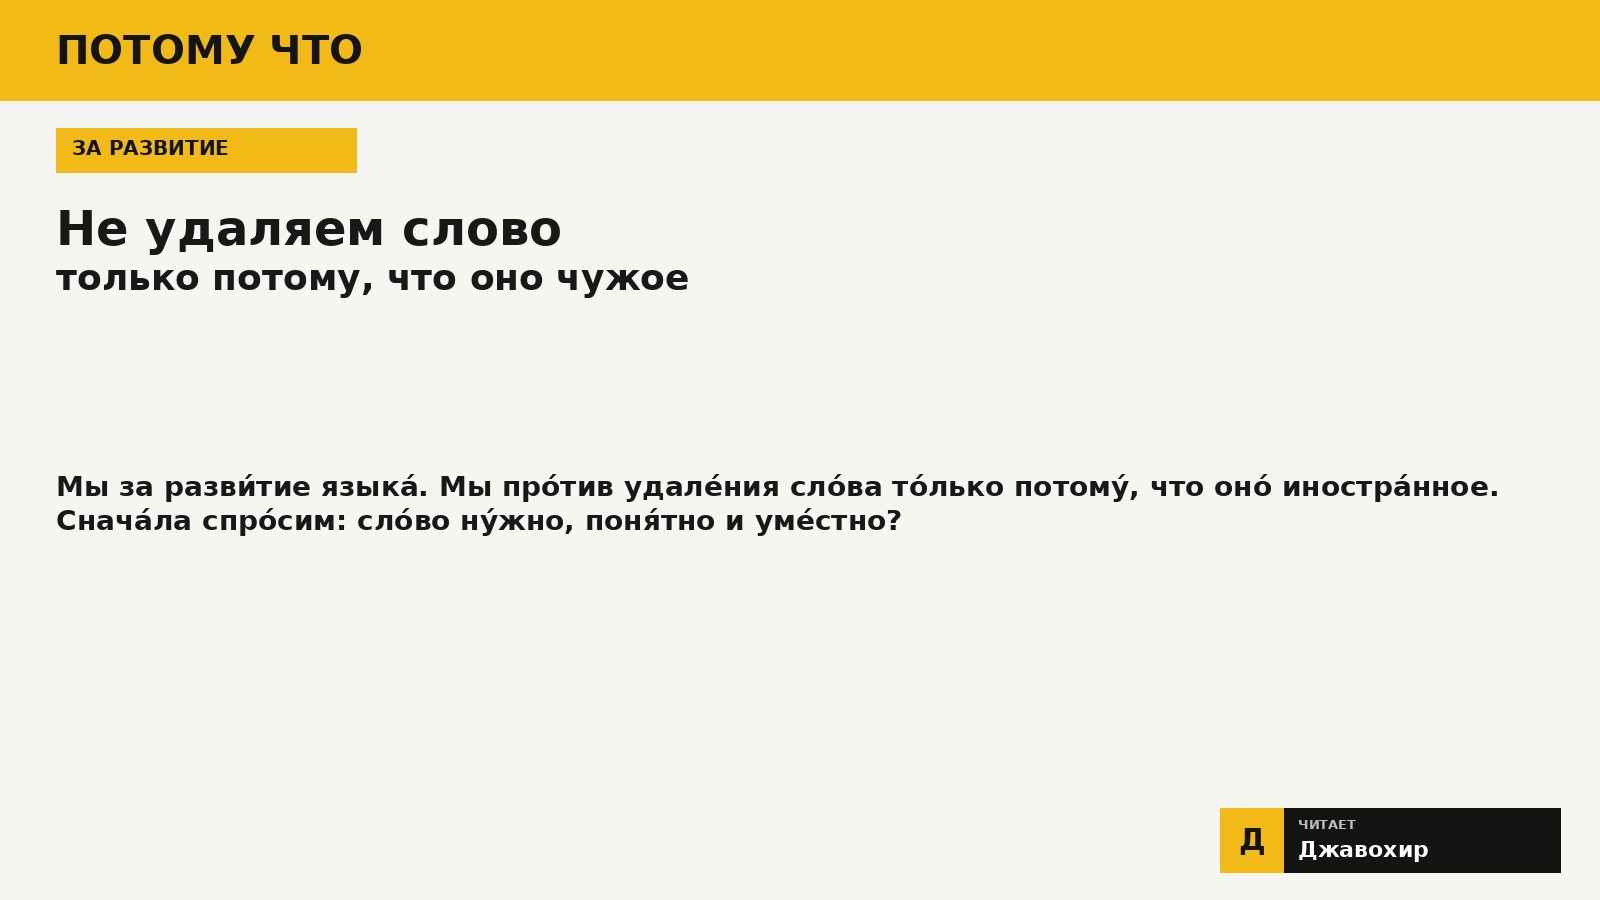 ПОТОМУ ЧТО
ЗА РАЗВИТИЕ
Не удаляем слово
только потому, что оно чужое
Мы за разви́тие языка́. Мы про́тив удале́ния сло́ва то́лько потому́, что оно́ иностра́нное.
Снача́ла спро́сим: сло́во ну́жно, поня́тно и уме́стно?
Д
ЧИТАЕТ
Джавохир